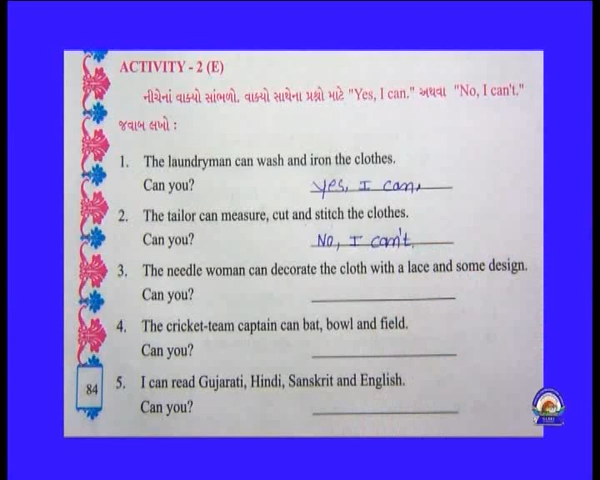 ACTIVITY - 2 (E)
નીચેનાં વાક્યો સાંભળો. વાક્યો સાથેના પ્રશ્નો માટે "Yes, I can." અથવા "No, I can't."
જવાબ લખો :
1. The laundryman can wash and iron the clothes.
Can you? Yes, I can.
2. The tailor can measure, cut and stitch the clothes.
Can you? No, I can't.
3. The needle woman can decorate the cloth with a lace and some design.
Can you?
4. The cricket-team captain can bat, bowl and field.
Can you?
84
5. I can read Gujarati, Hindi, Sanskrit and English.
Can you?